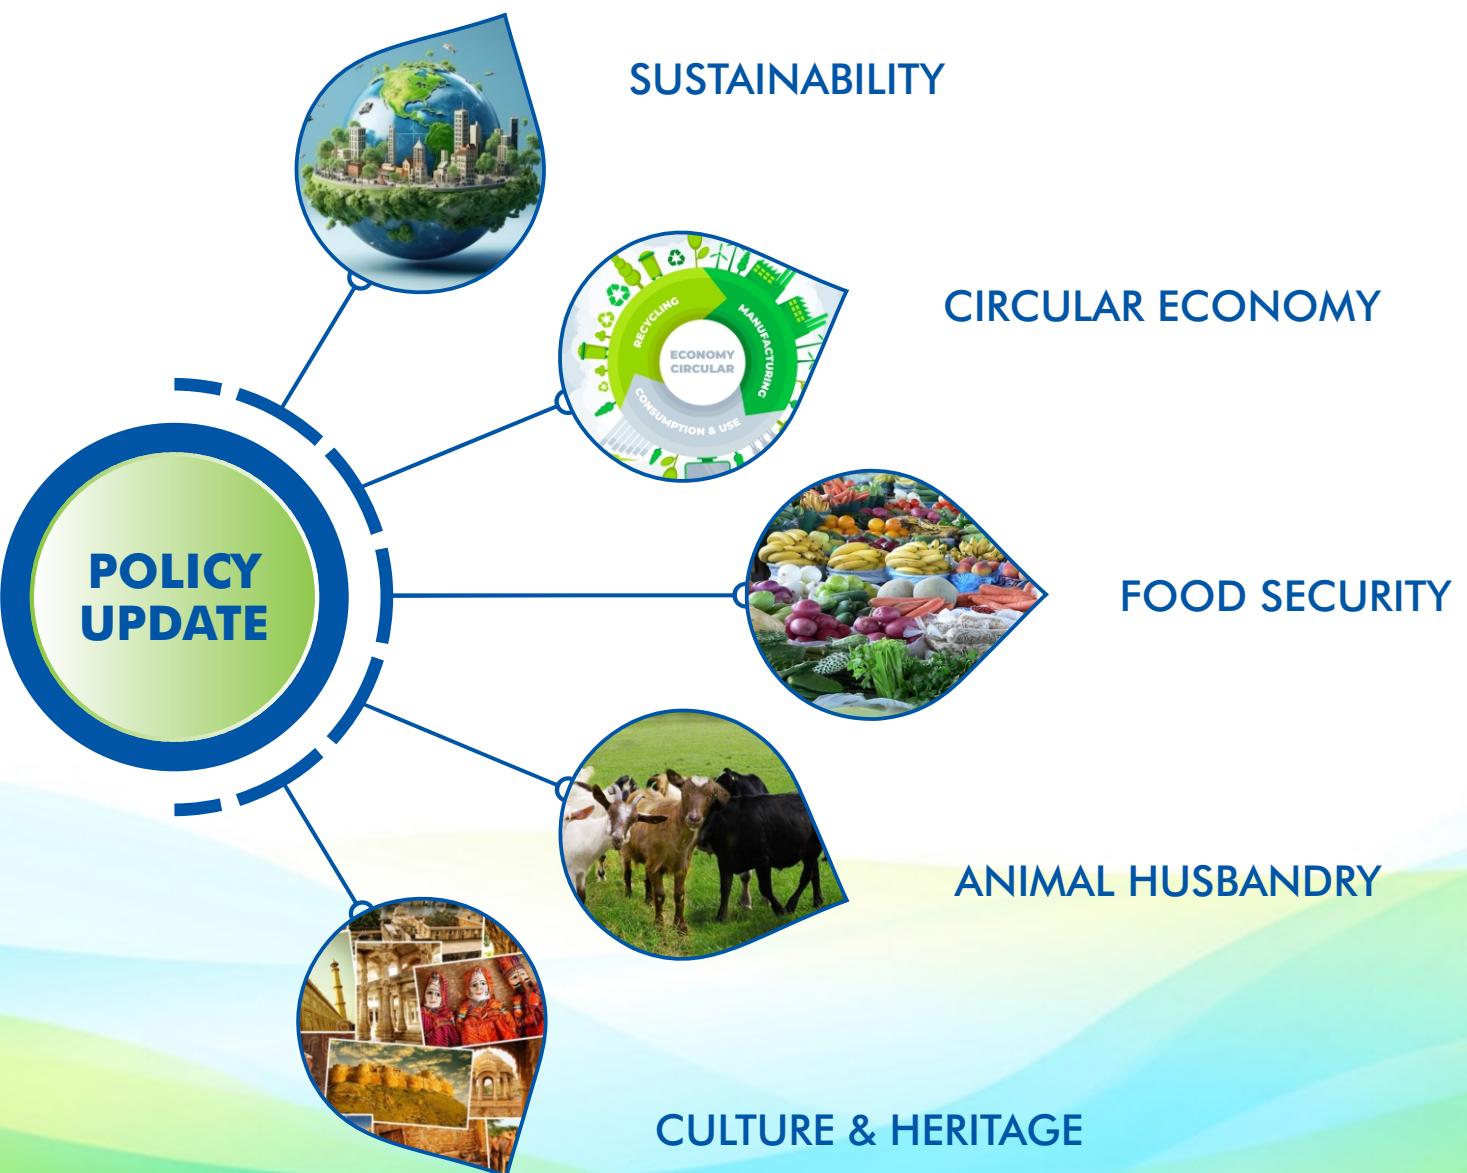 SUSTAINABILITY
CIRCULAR ECONOMY
RECYCLING
MANUFACTURING
ECONOMY
CIRCULAR
CONSUMPTION & USE
POLICY
UPDATE
FOOD SECURITY
ANIMAL HUSBANDRY
CULTURE & HERITAGE